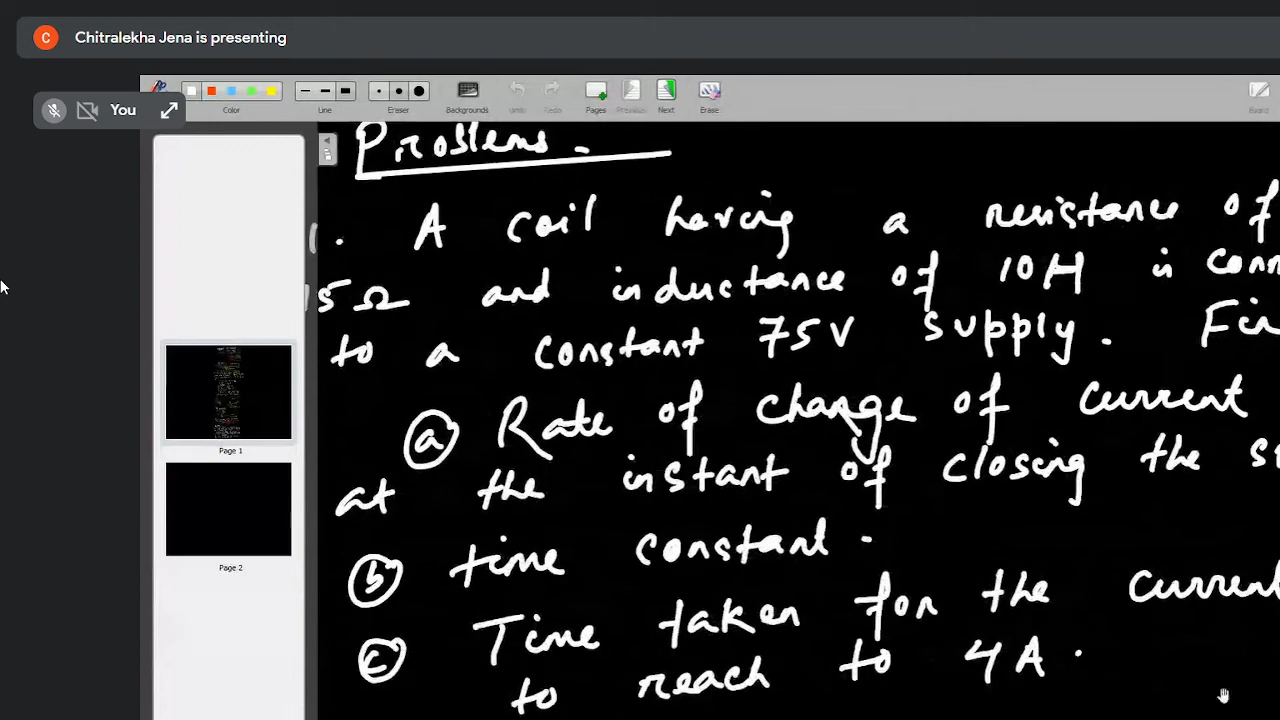 Chitralekha Jena is presenting
You
Color
Line
Eraser
Backgrounds
Undo
Redo
Pages
Previous
Next
Erase
Board
Problems.
1. A coil having a resistance of
15Ω and inductance of 10H is conn
to a constant 75V supply. Fin
(a) Rate of change of current
at the instant of closing the s
(b) time constant.
(c) Time taken for the current
to reach to 4A.
Page 1
Page 2